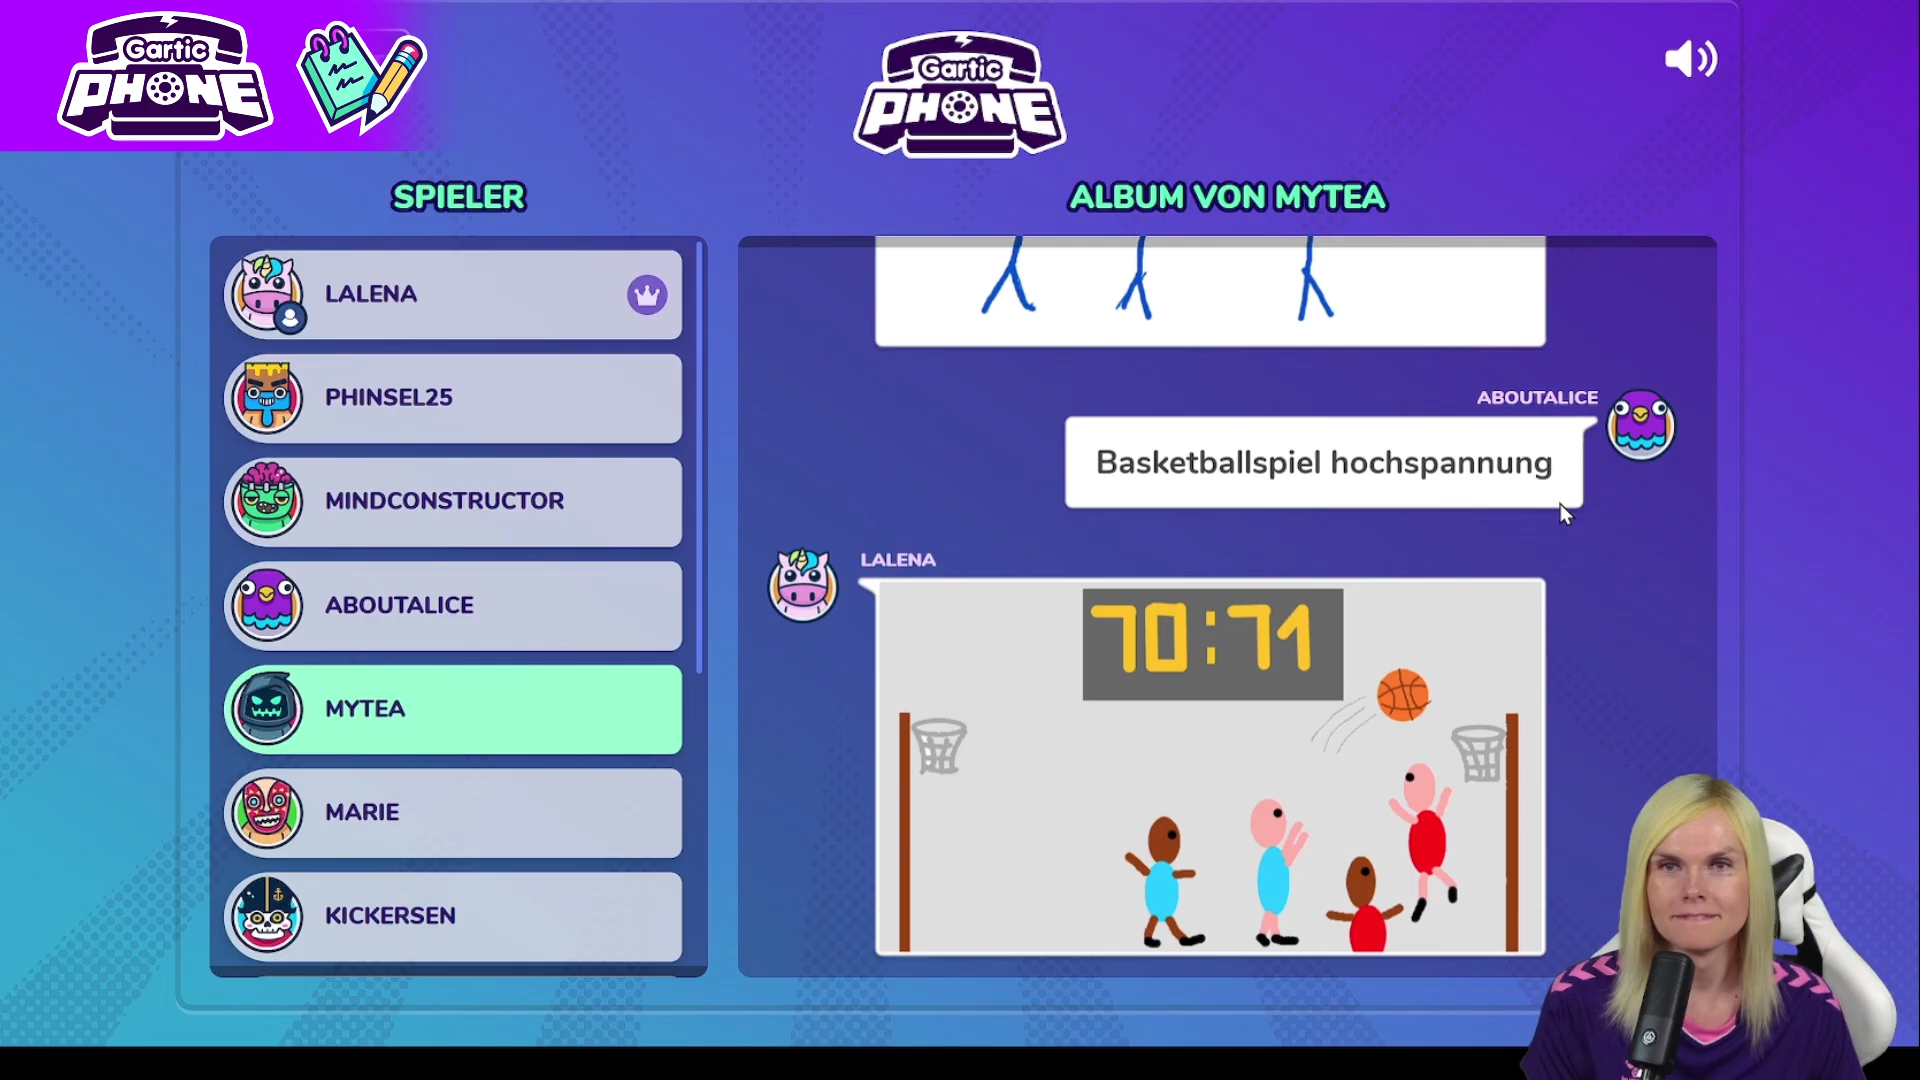 Gartic
PHONE
Gartic
PHONE
SPIELER
ALBUM VON MYTEA
LALENA
PHINSEL25
MINDCONSTRUCTOR
ABOUTALICE
MYTEA
MARIE
KICKERSEN
ABOUTALICE
Basketballspiel hochspannung
LALENA
70:71